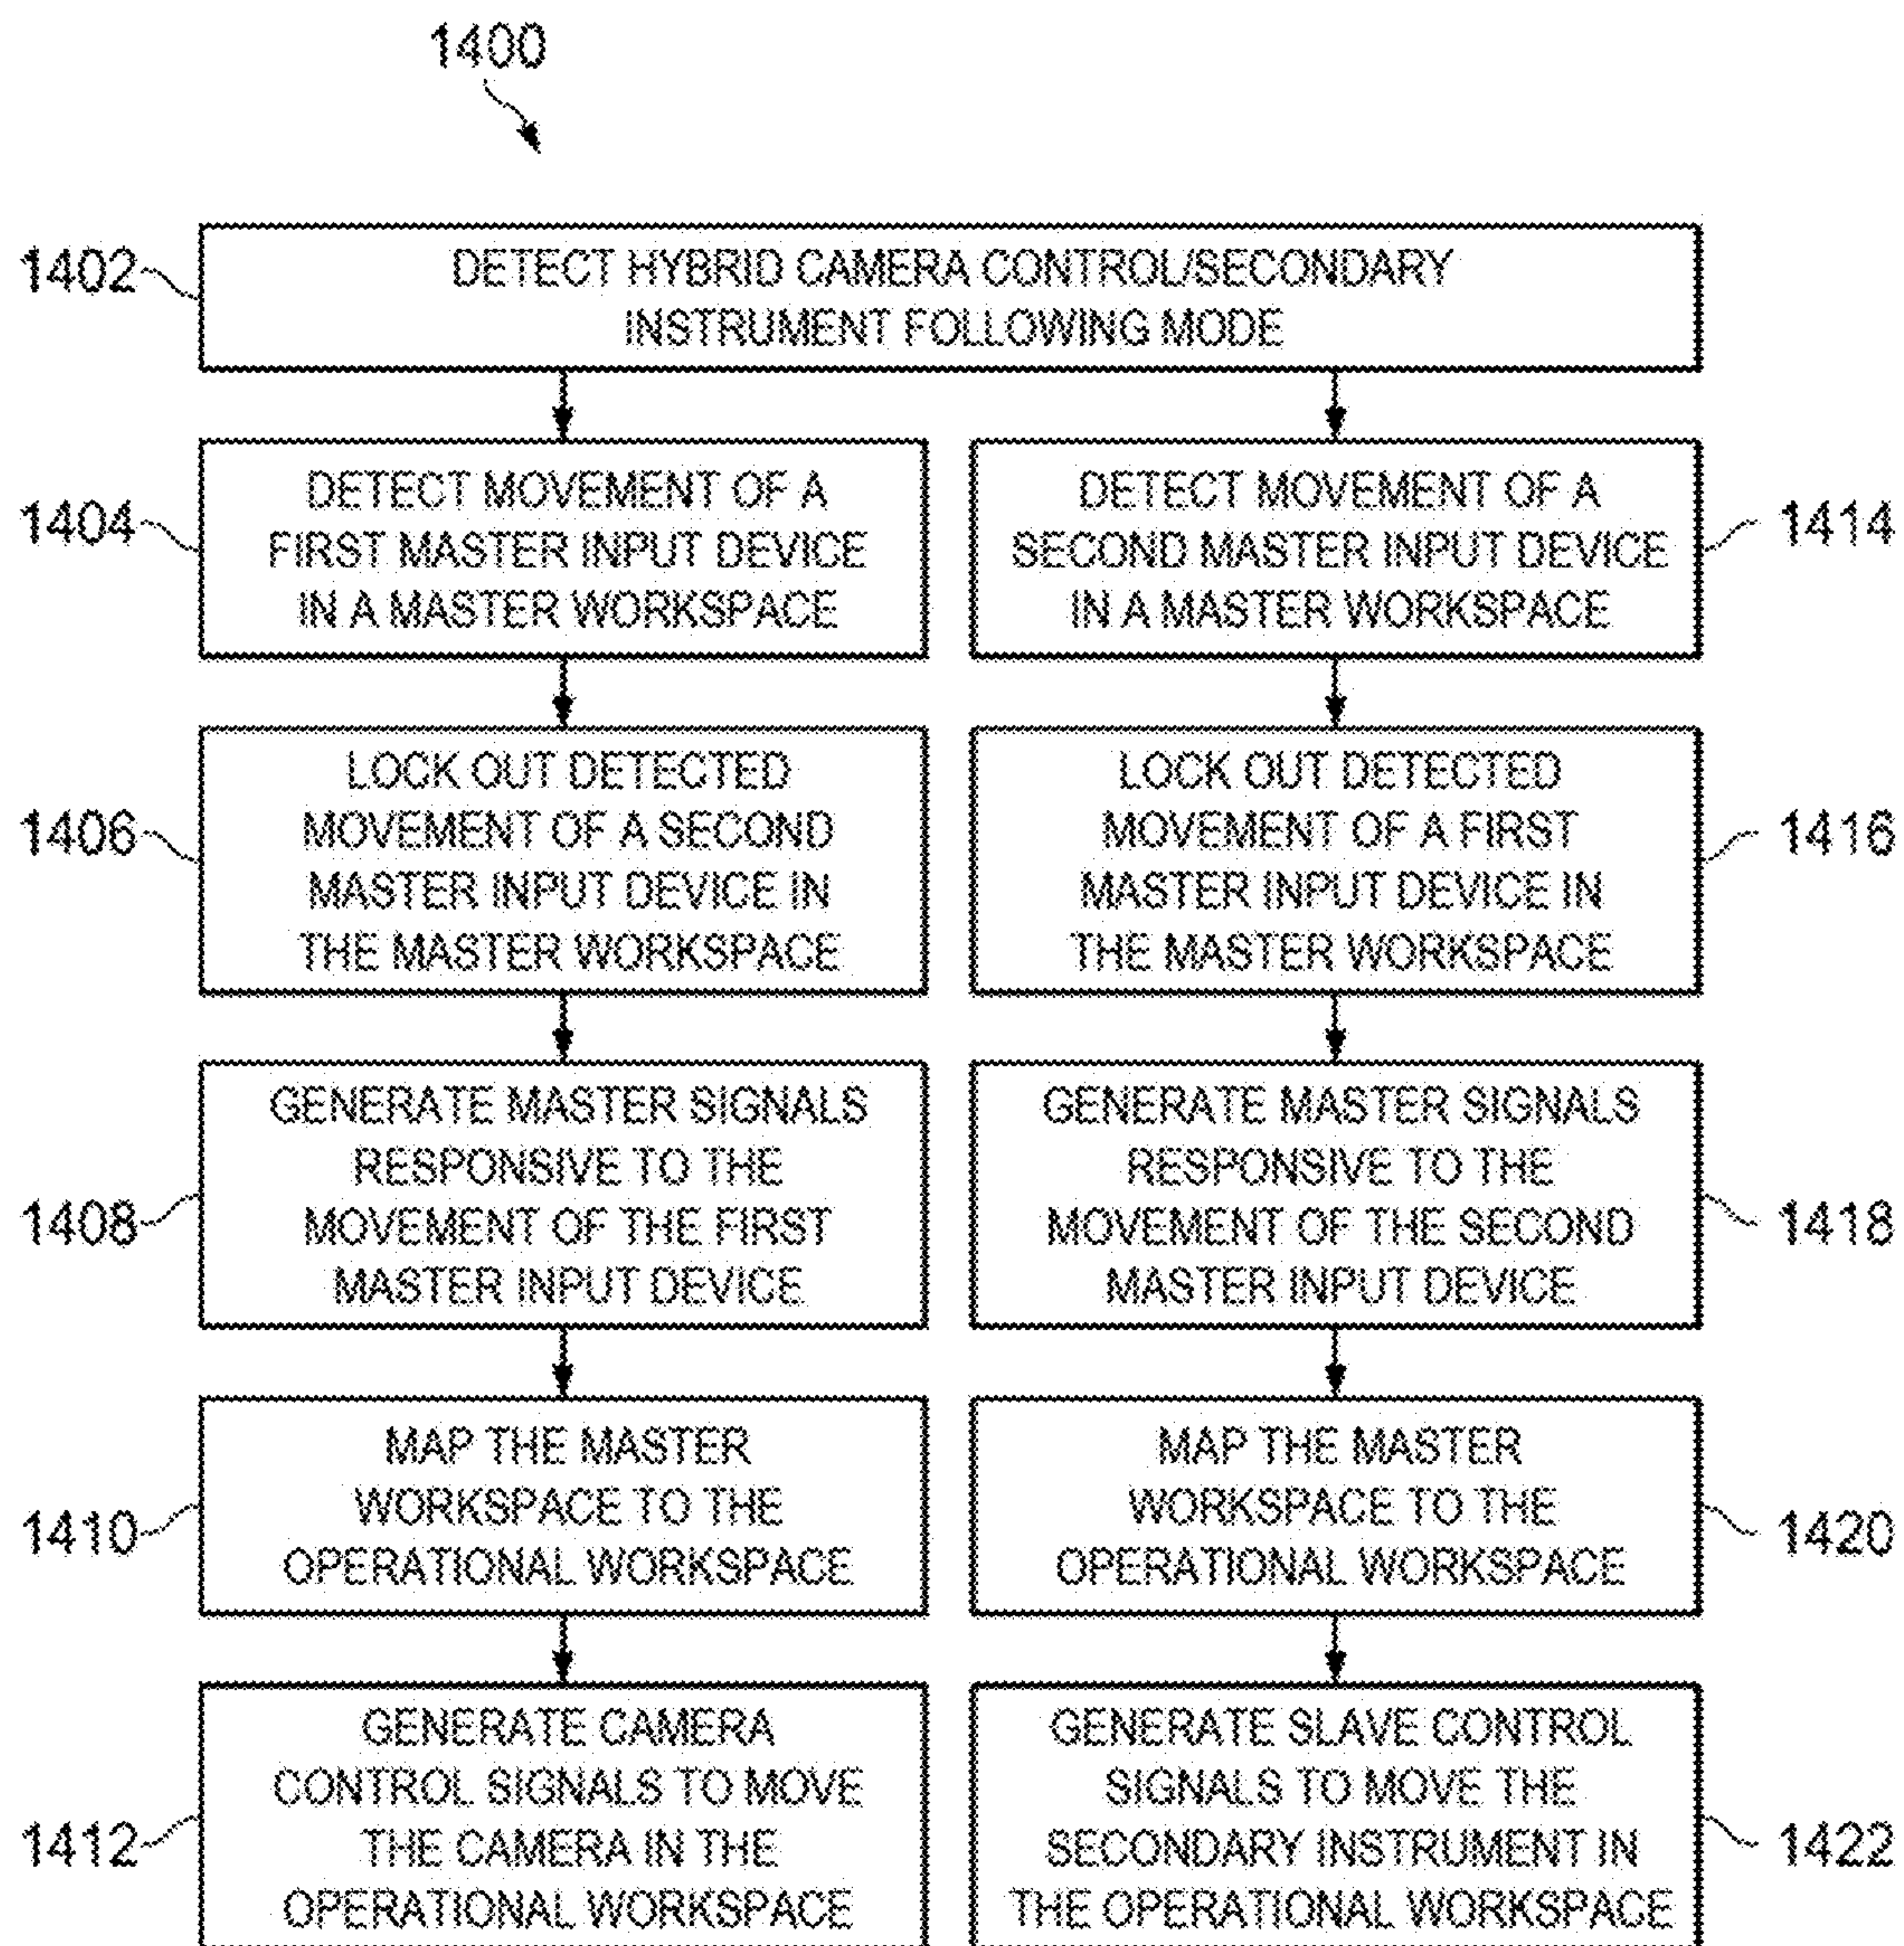 1400
1402
DETECT HYBRID CAMERA CONTROL/SECONDARY
INSTRUMENT FOLLOWING MODE
1404
DETECT MOVEMENT OF A
FIRST MASTER INPUT DEVICE
IN A MASTER WORKSPACE
DETECT MOVEMENT OF A
SECOND MASTER INPUT DEVICE
IN A MASTER WORKSPACE
1414
1406
LOCK OUT DETECTED
MOVEMENT OF A SECOND
MASTER INPUT DEVICE IN
THE MASTER WORKSPACE
LOCK OUT DETECTED
MOVEMENT OF A FIRST
MASTER INPUT DEVICE IN
THE MASTER WORKSPACE
1416
1408
GENERATE MASTER SIGNALS
RESPONSIVE TO THE
MOVEMENT OF THE FIRST
MASTER INPUT DEVICE
GENERATE MASTER SIGNALS
RESPONSIVE TO THE
MOVEMENT OF THE SECOND
MASTER INPUT DEVICE
1418
1410
MAP THE MASTER
WORKSPACE TO THE
OPERATIONAL WORKSPACE
MAP THE MASTER
WORKSPACE TO THE
OPERATIONAL WORKSPACE
1420
1412
GENERATE CAMERA
CONTROL SIGNALS TO MOVE
THE CAMERA IN THE
OPERATIONAL WORKSPACE
GENERATE SLAVE CONTROL
SIGNALS TO MOVE THE
SECONDARY INSTRUMENT IN
THE OPERATIONAL WORKSPACE
1422